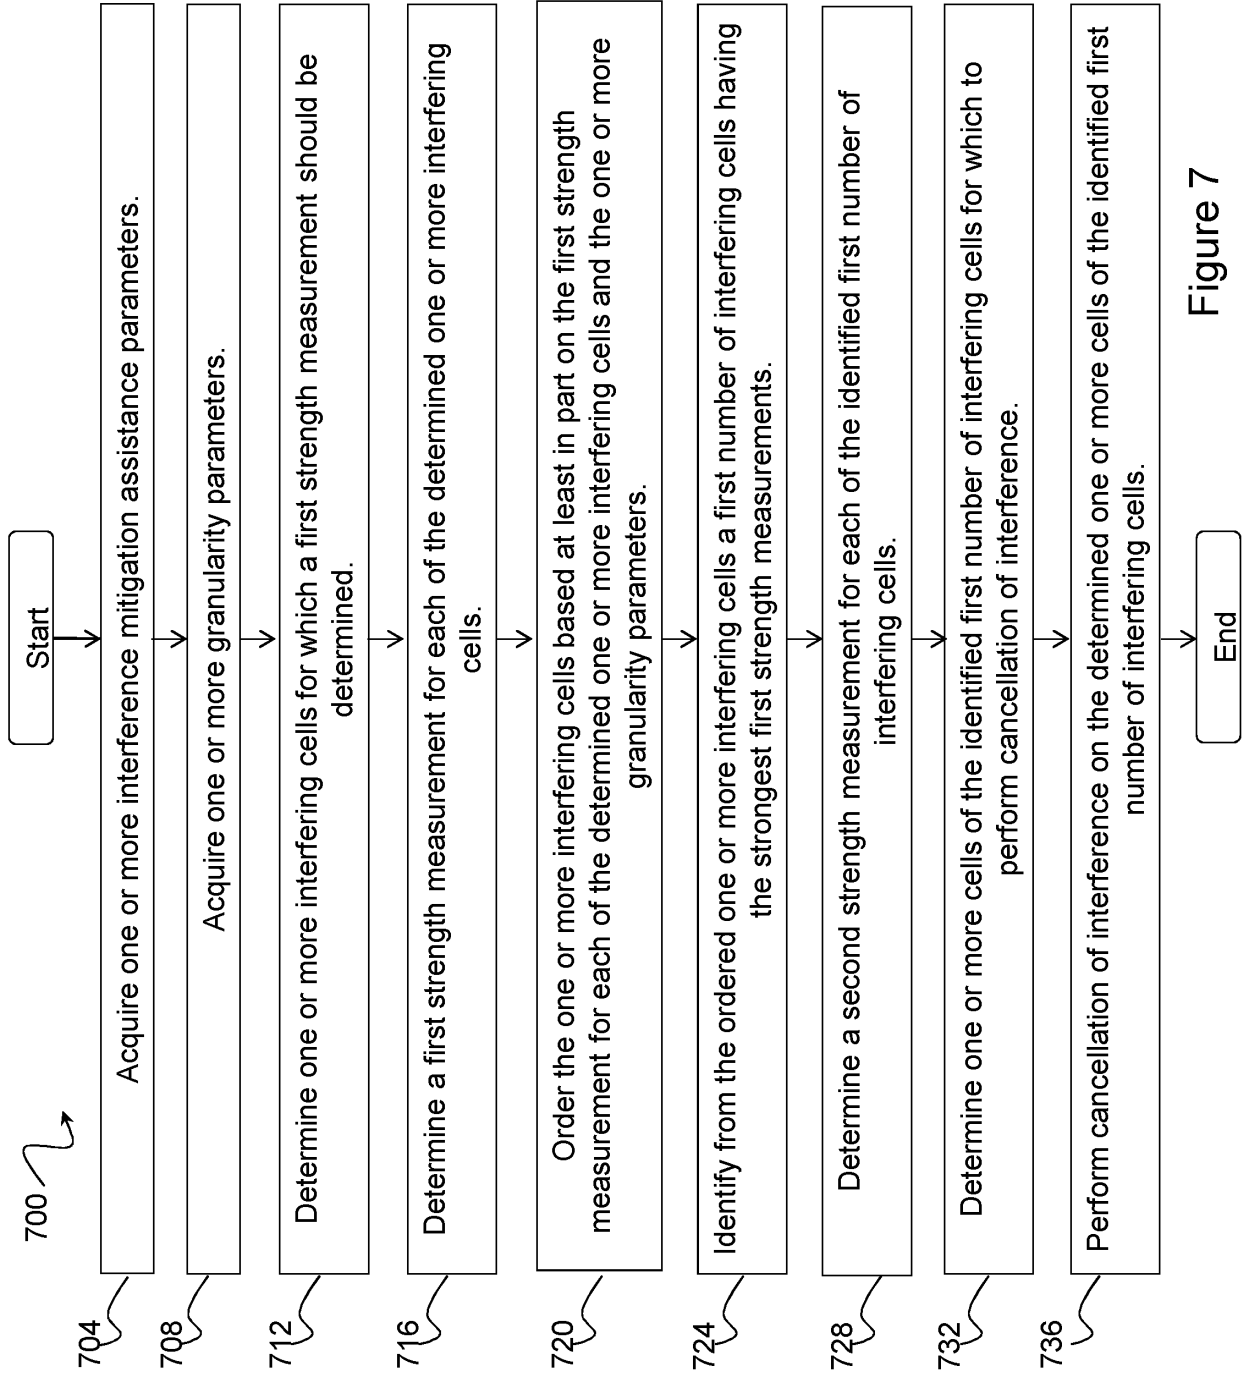 700
Start
704
Acquire one or more interference mitigation assistance parameters.
708
Acquire one or more granularity parameters.
712
Determine one or more interfering cells for which a first strength measurement should be
determined.
716
Determine a first strength measurement for each of the determined one or more interfering
cells.
720
Order the one or more interfering cells based at least in part on the first strength
measurement for each of the determined one or more interfering cells and the one or more
granularity parameters.
724
Identify from the ordered one or more interfering cells a first number of interfering cells having
the strongest first strength measurements.
728
Determine a second strength measurement for each of the identified first number of
interfering cells.
732
Determine one or more cells of the identified first number of interfering cells for which to
perform cancellation of interference.
736
Perform cancellation of interference on the determined one or more cells of the identified first
number of interfering cells.
End
Figure 7